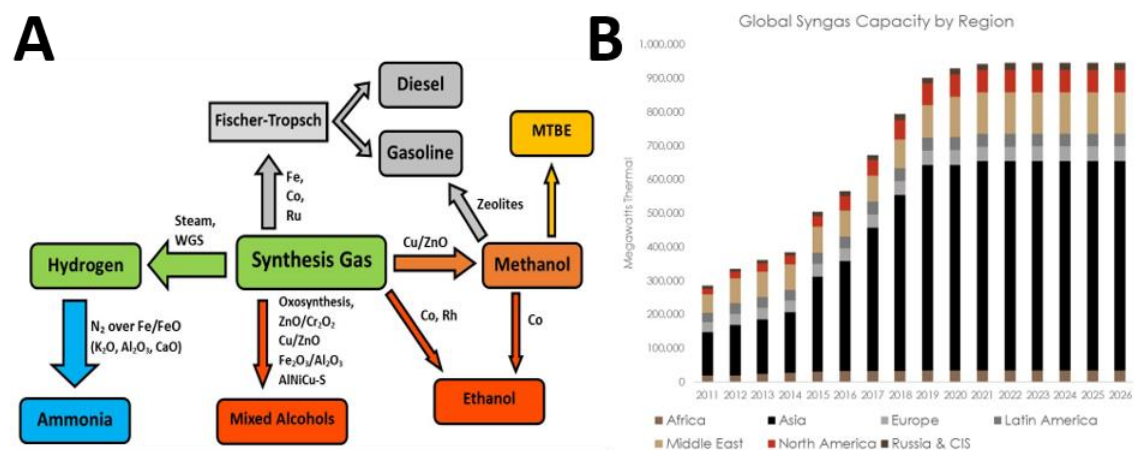 A
Diesel
Fischer-Tropsch
Gasoline
MTBE
Fe,
Co,
Ru
Zeolites
Steam,
WGS
Hydrogen
Synthesis Gas
Cu/ZnO
Methanol
N₂ over Fe/FeO
(K₂O, Al₂O₃, CaO)
Oxosynthesis,
ZnO/Cr₂O₂
Cu/ZnO
Fe₂O₃/Al₂O₃
AlNiCu-S
Co, Rh
Co
Ammonia
Mixed Alcohols
Ethanol
B
Global Syngas Capacity by Region
Megawatts Thermal
1,000,000
900,000
800,000
700,000
600,000
500,000
400,000
300,000
200,000
100,000
0
2011 2012 2013 2014 2015 2016 2017 2018 2019 2020 2021 2022 2023 2024 2025 2026
Africa Asia Europe Latin America
Middle East North America Russia & CIS